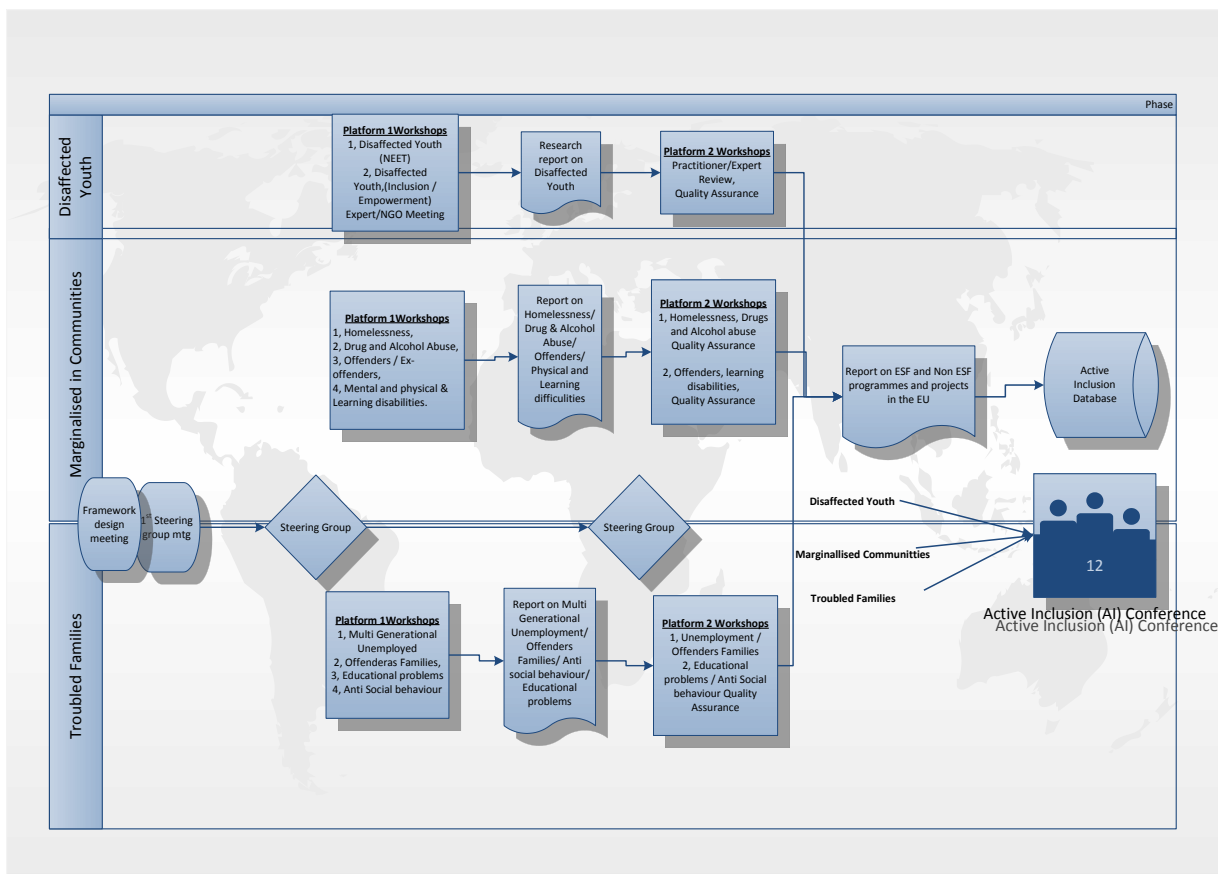 Phase
Disaffected
Youth
Platform 1Workshops
1, Disaffected Youth
(NEET)
2, Disaffected
Youth,(Inclusion /
Empowerment)
Expert/NGO Meeting
Research
report on
Disaffected
Youth
Platform 2 Workshops
Practitioner/Expert
Review,
Quality Assurance
Marginalised in Communities
Platform 1Workshops
1, Homelessness,
2, Drug and Alcohol Abuse,
3, Offenders / Ex-
offenders,
4, Mental and physical &
Learning disabilities.
Report on
Homelessness/
Drug & Alcohol
Abuse/
Offenders/
Physical and
Learning
difficulities
Platform 2 Workshops
1, Homelessness, Drugs
and Alcohol abuse
Quality Assurance
2, Offenders, learning
disabilities,
Quality Assurance
Report on ESF and Non ESF
programmes and projects
in the EU
Active
Inclusion
Database
Framework
design
meeting
1st Steering
group mtg
Steering Group
Steering Group
Disaffected Youth
Marginallised Communitties
Troubled Families
12
Active Inclusion (AI) Conference
Active Inclusion (AI) Conference
Troubled Families
Platform 1Workshops
1, Multi Generational
Unemployed
2, Offenderas Families,
3, Educational problems
4, Anti Social behaviour
Report on Multi
Generational
Unemployment/
Offenders
Families/ Anti
social behaviour/
Educational
problems
Platform 2 Workshops
1, Unemployment /
Offenders Families
2, Educational
problems / Anti Social
behaviour Quality
Assurance